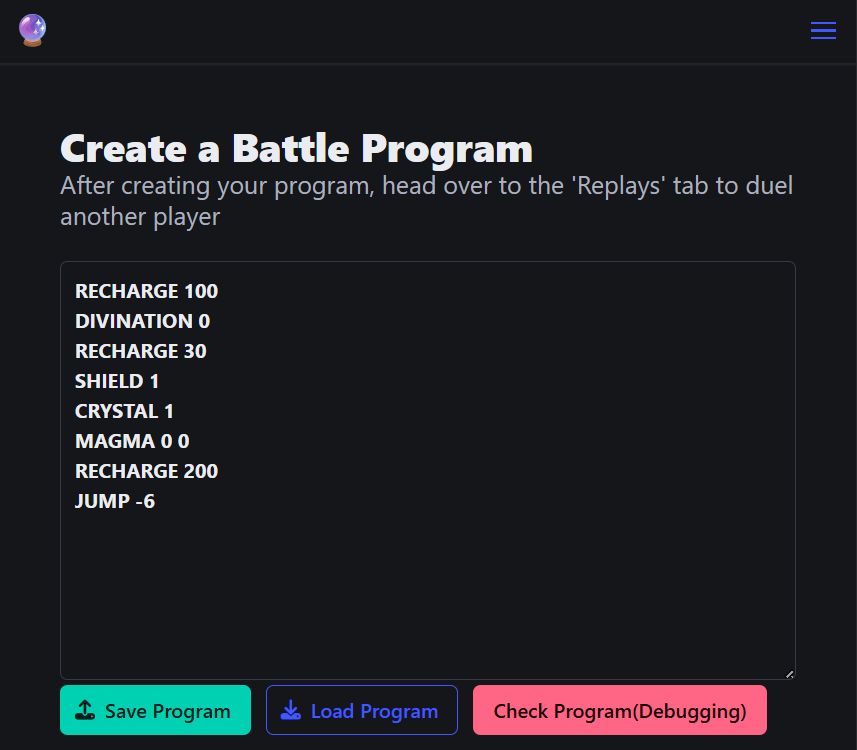 Create a Battle Program
After creating your program, head over to the 'Replays' tab to duel
another player
RECHARGE 100
DIVINATION 0
RECHARGE 30
SHIELD 1
CRYSTAL 1
MAGMA 0 0
RECHARGE 200
JUMP -6
Save Program Load Program Check Program(Debugging)